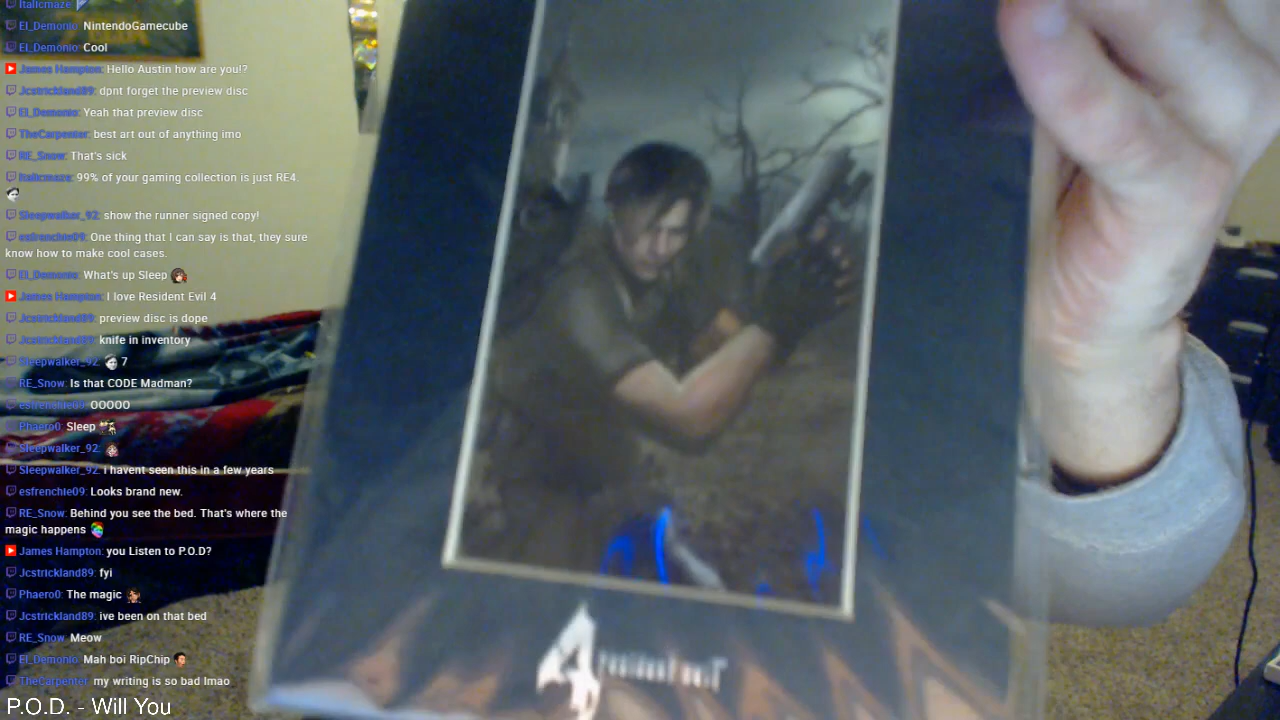 Italicmaze:
El_Demonio: NintendoGamecube
El_Demonio: Cool
James Hampton: Hello Austin how are you!?
Jcstrickland89: dpnt forget the preview disc
El_Demonio: Yeah that preview disc
TheCarpenter: best art out of anything imo
RE_Snow: That's sick
Italicmaze: 99% of your gaming collection is just RE4.
Sleepwalker_92: show the runner signed copy!
esfrenchie09: One thing that I can say is that, they sure
know how to make cool cases.
El_Demonio: What's up Sleep
James Hampton: I love Resident Evil 4
Jcstrickland89: preview disc is dope
Jcstrickland89: knife in inventory
Sleepwalker_92: 7
RE_Snow: Is that CODE Madman?
esfrenchie09: OOOOO
Phaero0: Sleep
Sleepwalker_92:
Sleepwalker_92: i havent seen this in a few years
esfrenchie09: Looks brand new.
RE_Snow: Behind you see the bed. That's where the
magic happens
James Hampton: you Listen to P.O.D?
Jcstrickland89: fyi
Phaero0: The magic
Jcstrickland89: ive been on that bed
RE_Snow: Meow
El_Demonio: Mah boi RipChip
TheCarpenter: my writing is so bad lmao
P.O.D. - Will You
4 resident evil